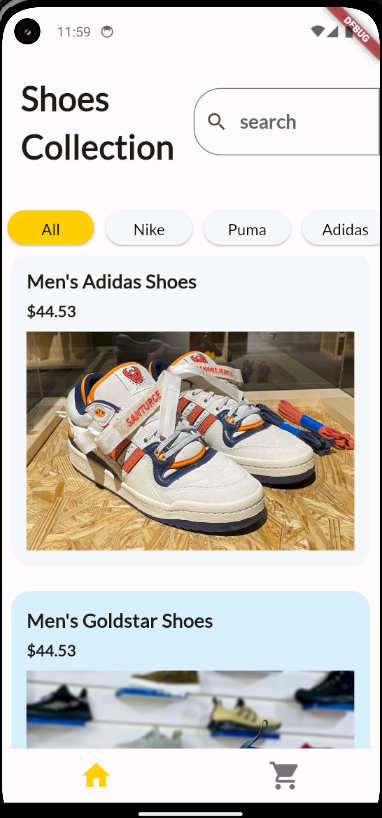 11:59
DEBUG
Shoes
Collection
search
All
Nike
Puma
Adidas
Men's Adidas Shoes
$44.53
SANTURCE
Men's Goldstar Shoes
$44.53